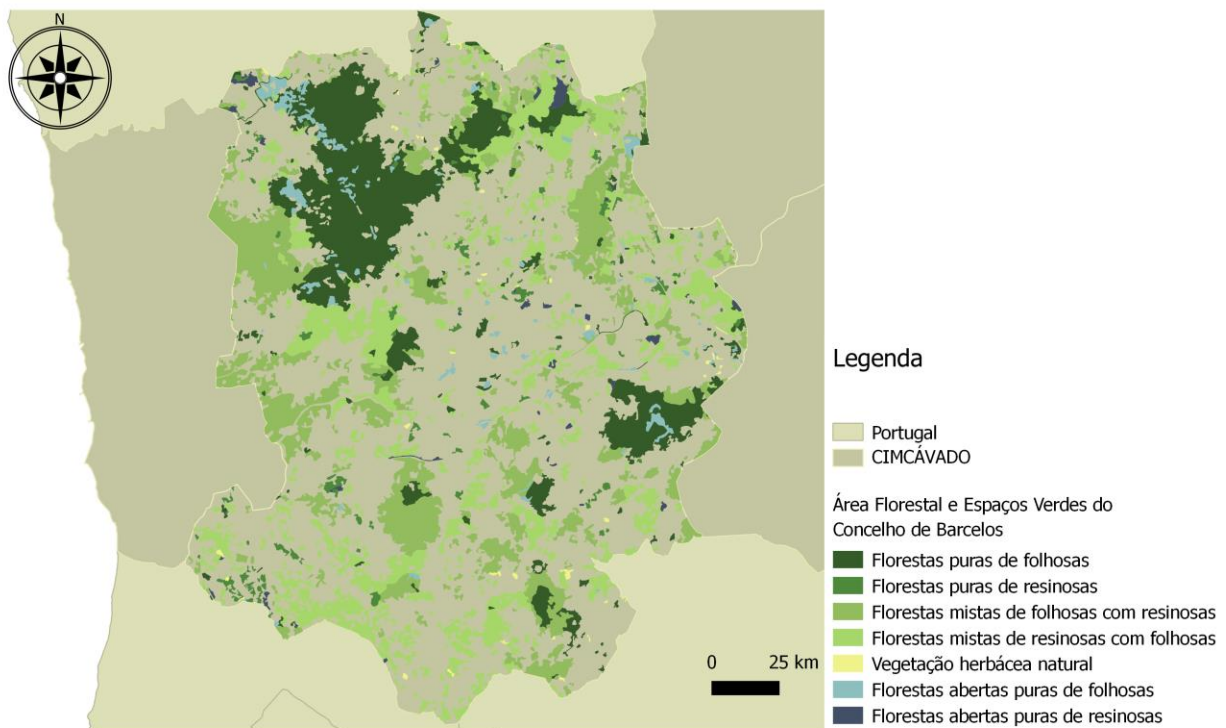 N
Legenda
Portugal
CIMCÁVADO
Área Florestal e Espaços Verdes do
Concelho de Barcelos
Florestas puras de folhosas
Florestas puras de resinosas
Florestas mistas de folhosas com resinosas
Florestas mistas de resinosas com folhosas
Vegetação herbácea natural
Florestas abertas puras de folhosas
Florestas abertas puras de resinosas
0 25 km